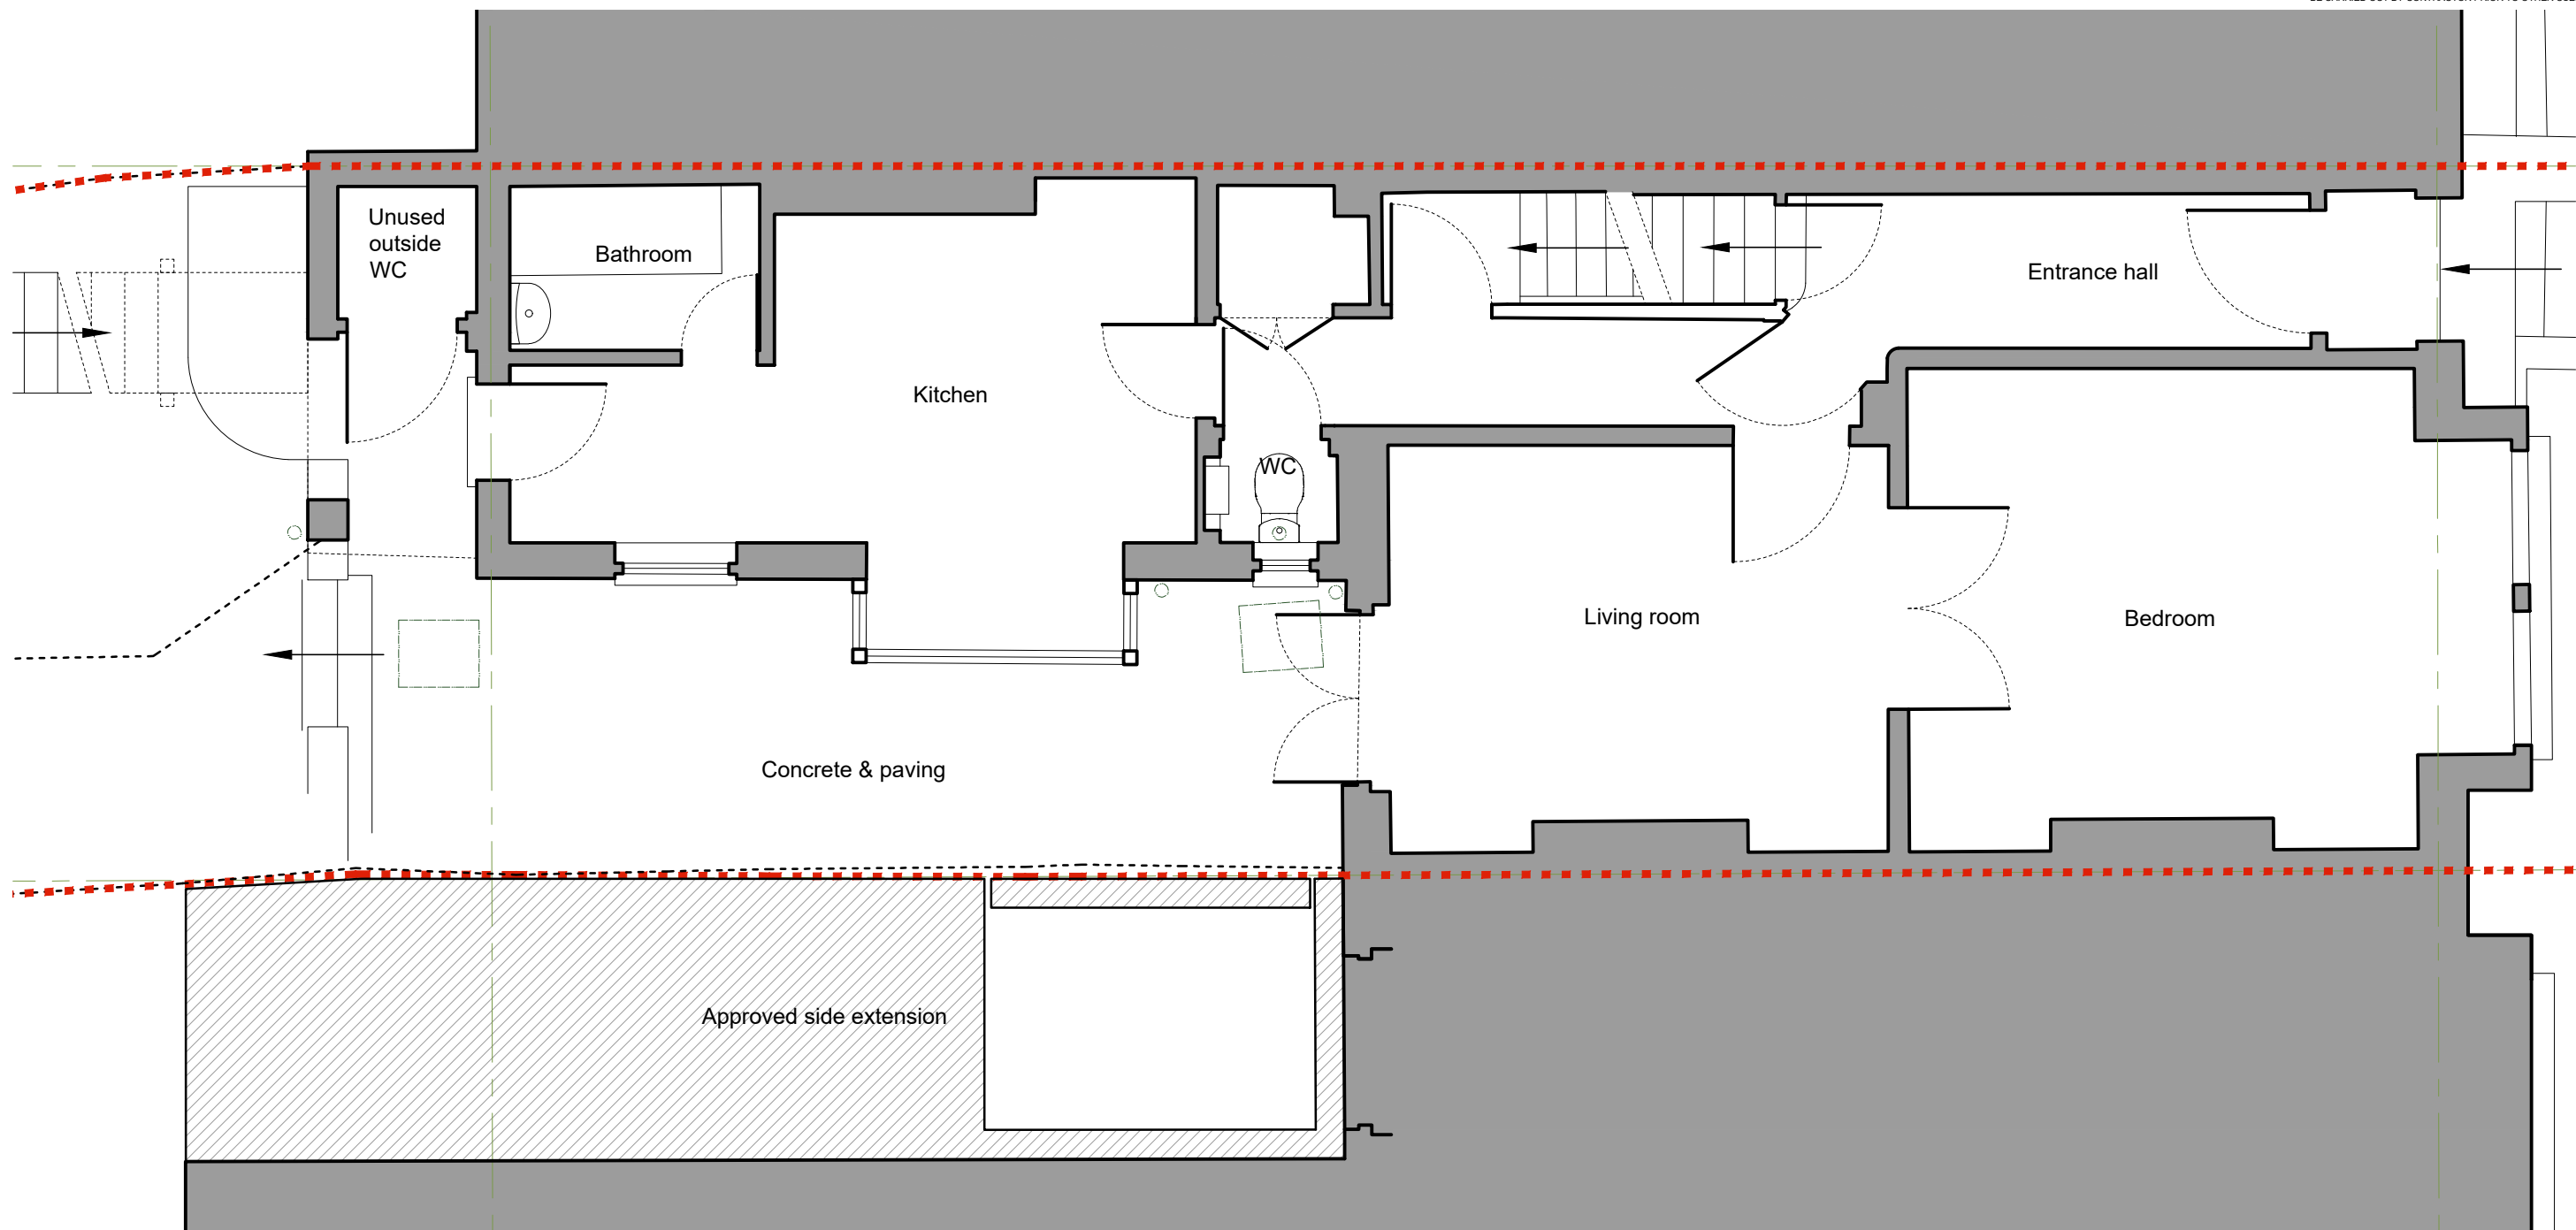 Unused
outside
WC
Bathroom
Entrance hall
Kitchen
WC
Living room
Bedroom
Concrete & paving
Approved side extension